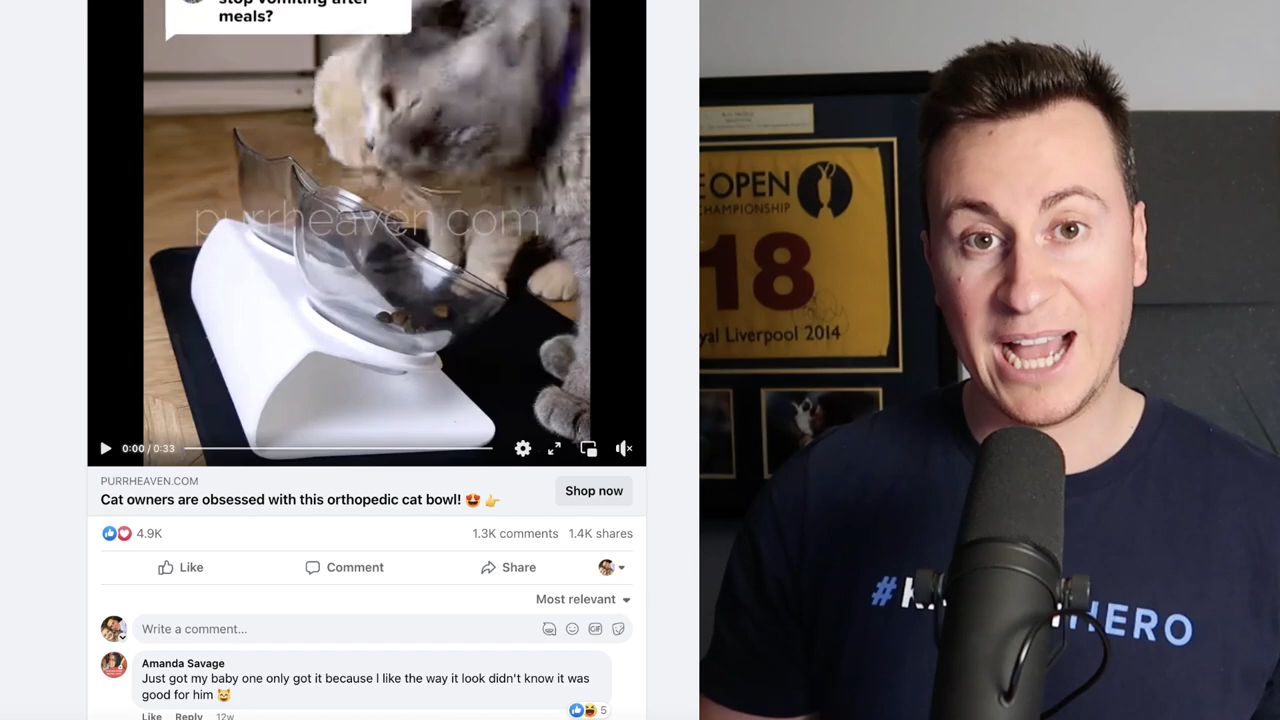 stop vomiting after
meals?
purrheaven.com
0:00 / 0:33
PURRHEAVEN.COM
Cat owners are obsessed with this orthopedic cat bowl! 😍 👉
Shop now
4.9K
1.3K comments 1.4K shares
Like Comment Share
Most relevant
Write a comment...
GIF
Amanda Savage
Just got my baby one only got it because I like the way it look didn't know it was
good for him 😸
5
Like Reply 12w
OPEN
CHAMPIONSHIP
18
Liverpool 2014
HERO